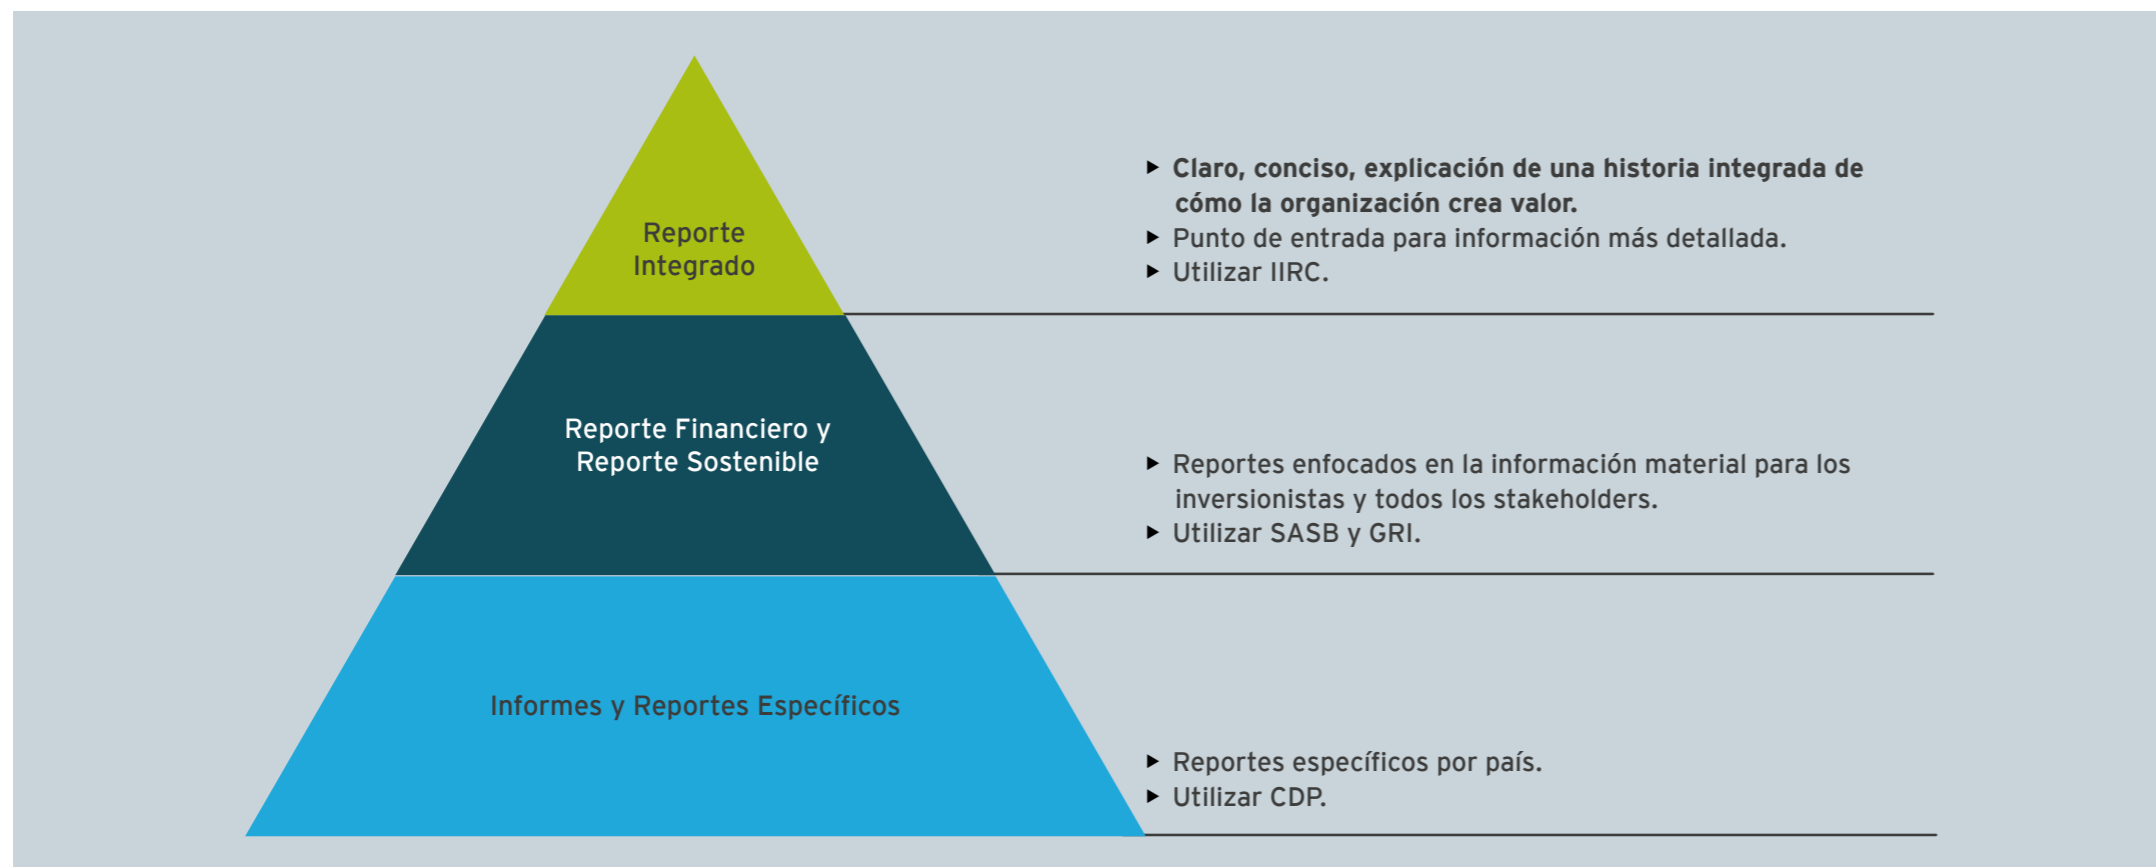 Reporte
Integrado
▶ Claro, conciso, explicación de una historia integrada de
cómo la organización crea valor.
▶ Punto de entrada para información más detallada.
▶ Utilizar IIRC.
Reporte Financiero y
Reporte Sostenible
▶ Reportes enfocados en la información material para los
inversionistas y todos los stakeholders.
▶ Utilizar SASB y GRI.
Informes y Reportes Específicos
▶ Reportes específicos por país.
▶ Utilizar CDP.